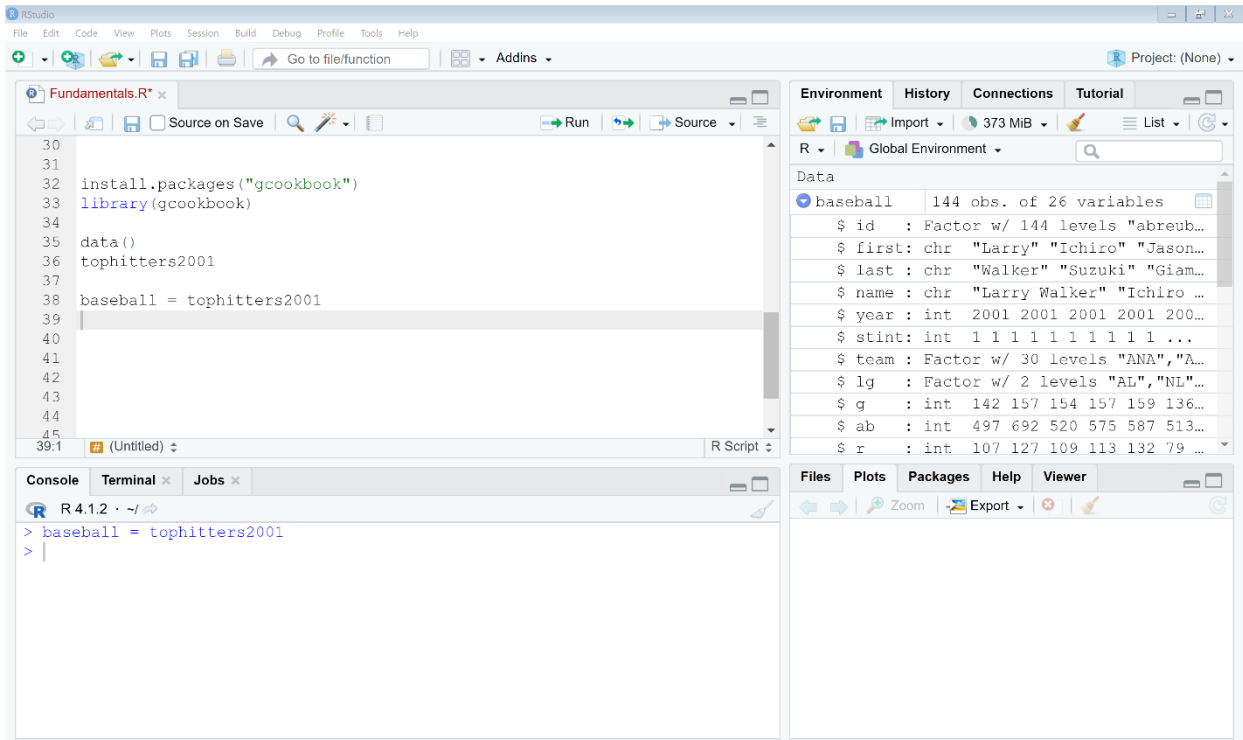 RStudio
File Edit Code View Plots Session Build Debug Profile Tools Help
Go to file/function Addins Project: (None)
Fundamentals.R*
Source on Save Run Source
30
31
32 install.packages("gcookbook")
33 library(gcookbook)
34
35 data()
36 tophitters2001
37
38 baseball = tophitters2001
39
40
41
42
43
44
45
39:1 # (Untitled) R Script
Console Terminal Jobs
R R 4.1.2 · ~/
> baseball = tophitters2001
>
Environment History Connections Tutorial
Import 373 MiB List
R Global Environment
Data
baseball 144 obs. of 26 variables
$ id : Factor w/ 144 levels "abreub…
$ first: chr "Larry" "Ichiro" "Jason…
$ last : chr "Walker" "Suzuki" "Giam…
$ name : chr "Larry Walker" "Ichiro …
$ year : int 2001 2001 2001 2001 200…
$ stint: int 1 1 1 1 1 1 1 1 1 ...
$ team : Factor w/ 30 levels "ANA","A…
$ lg : Factor w/ 2 levels "AL","NL"…
$ g : int 142 157 154 157 159 136…
$ ab : int 497 692 520 575 587 513…
$ r : int 107 127 109 113 132 79 …
Files Plots Packages Help Viewer
Zoom Export